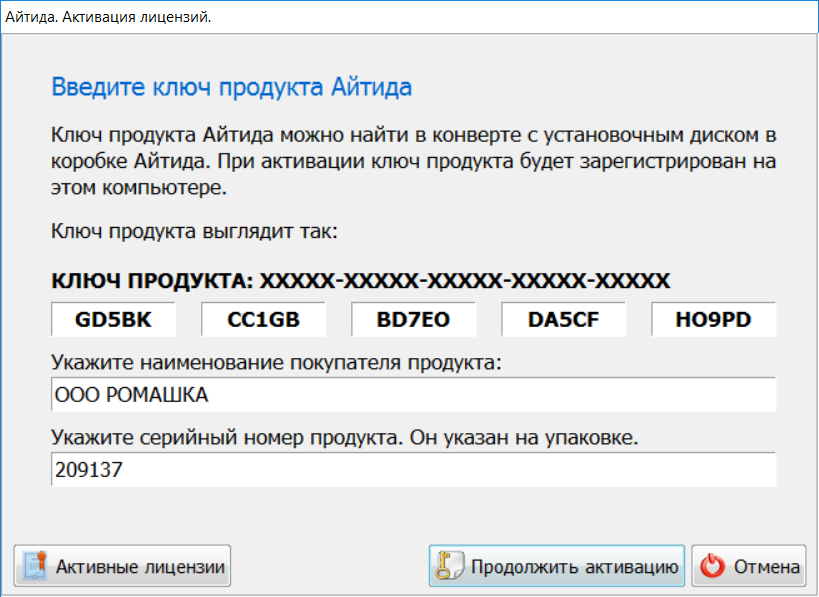 Айтида. Активация лицензий.
Введите ключ продукта Айтида
Ключ продукта Айтида можно найти в конверте с установочным диском в
коробке Айтида. При активации ключ продукта будет зарегистрирован на
этом компьютере.
Ключ продукта выглядит так:
КЛЮЧ ПРОДУКТА: XXXXX-XXXXX-XXXXX-XXXXX-XXXXX
GD5BK CC1GB BD7EO DA5CF HO9PD
Укажите наименование покупателя продукта:
ООО РОМАШКА
Укажите серийный номер продукта. Он указан на упаковке.
209137
Активные лицензии Продолжить активацию Отмена